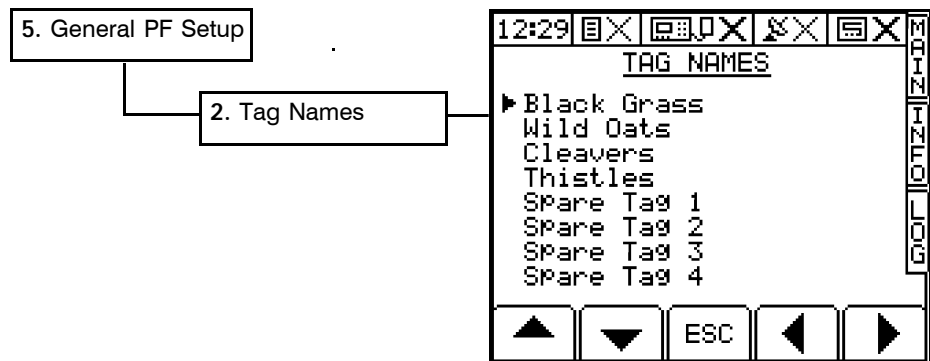 5. General PF Setup
2. Tag Names
12:29
TAG NAMES
Black Grass
Wild Oats
Cleavers
Thistles
Spare Tag 1
Spare Tag 2
Spare Tag 3
Spare Tag 4
MAIN
INFO
LOG
ESC